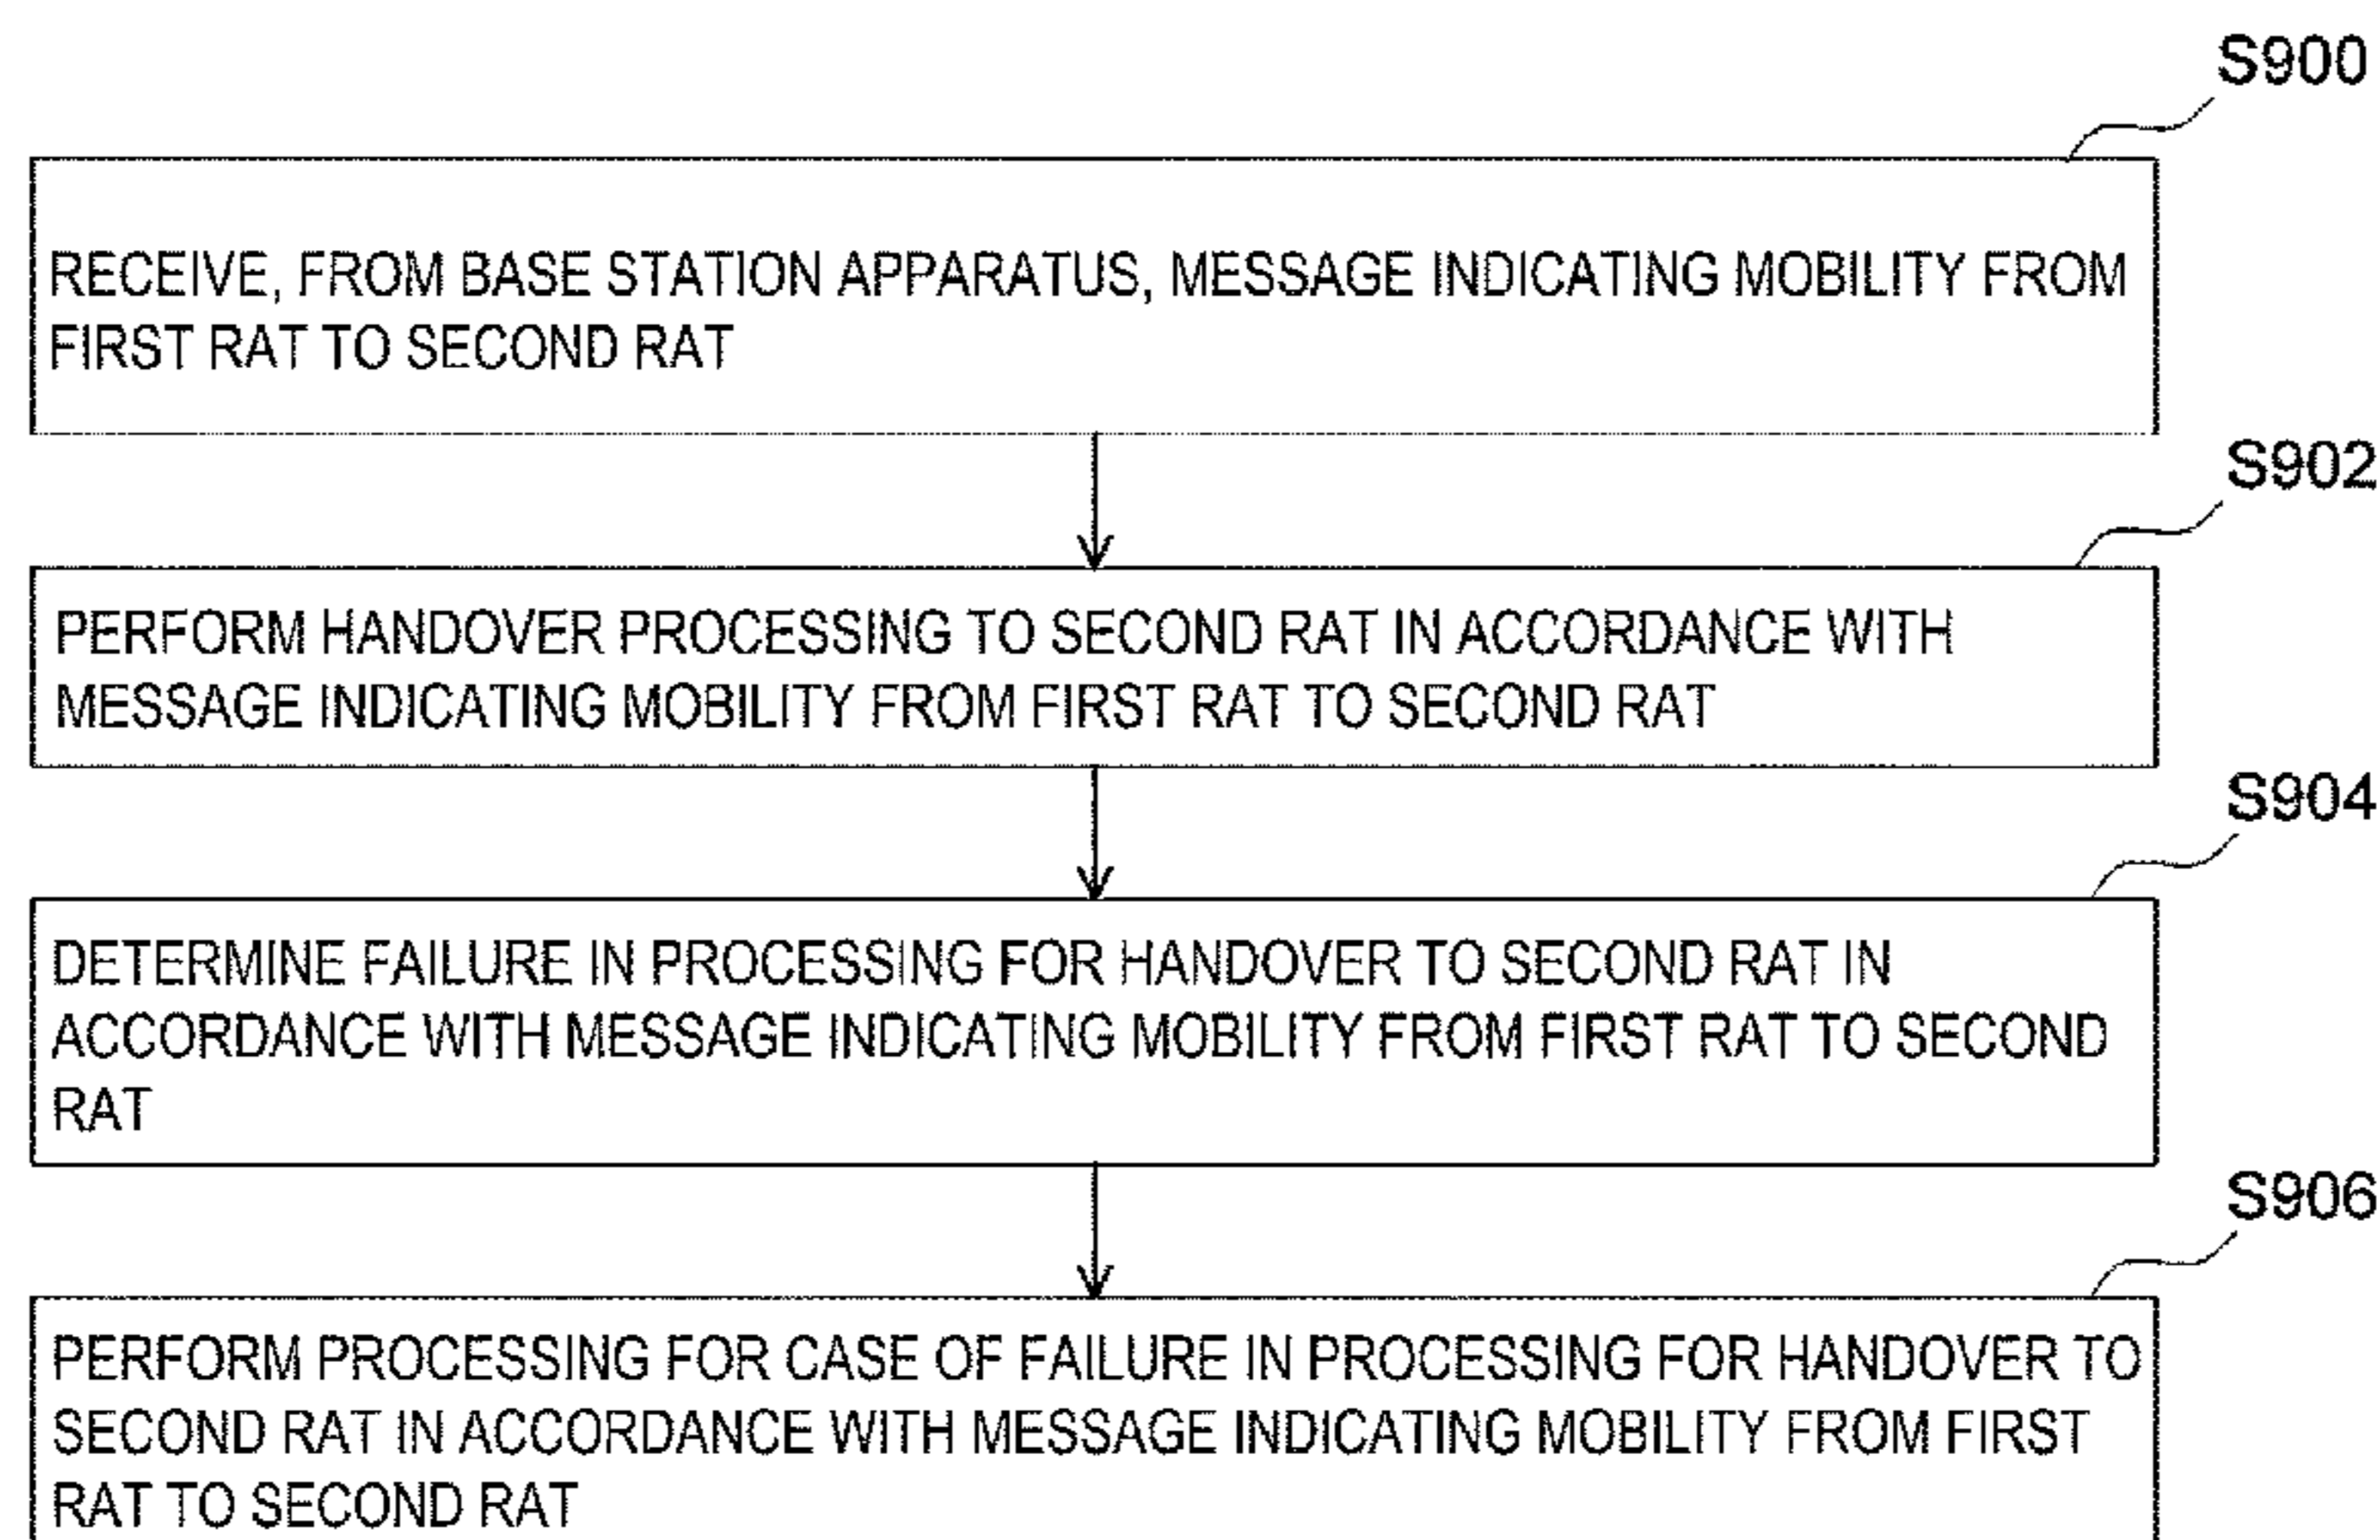 S900
RECEIVE, FROM BASE STATION APPARATUS, MESSAGE INDICATING MOBILITY FROM
FIRST RAT TO SECOND RAT
S902
PERFORM HANDOVER PROCESSING TO SECOND RAT IN ACCORDANCE WITH
MESSAGE INDICATING MOBILITY FROM FIRST RAT TO SECOND RAT
S904
DETERMINE FAILURE IN PROCESSING FOR HANDOVER TO SECOND RAT IN
ACCORDANCE WITH MESSAGE INDICATING MOBILITY FROM FIRST RAT TO SECOND
RAT
S906
PERFORM PROCESSING FOR CASE OF FAILURE IN PROCESSING FOR HANDOVER TO
SECOND RAT IN ACCORDANCE WITH MESSAGE INDICATING MOBILITY FROM FIRST
RAT TO SECOND RAT